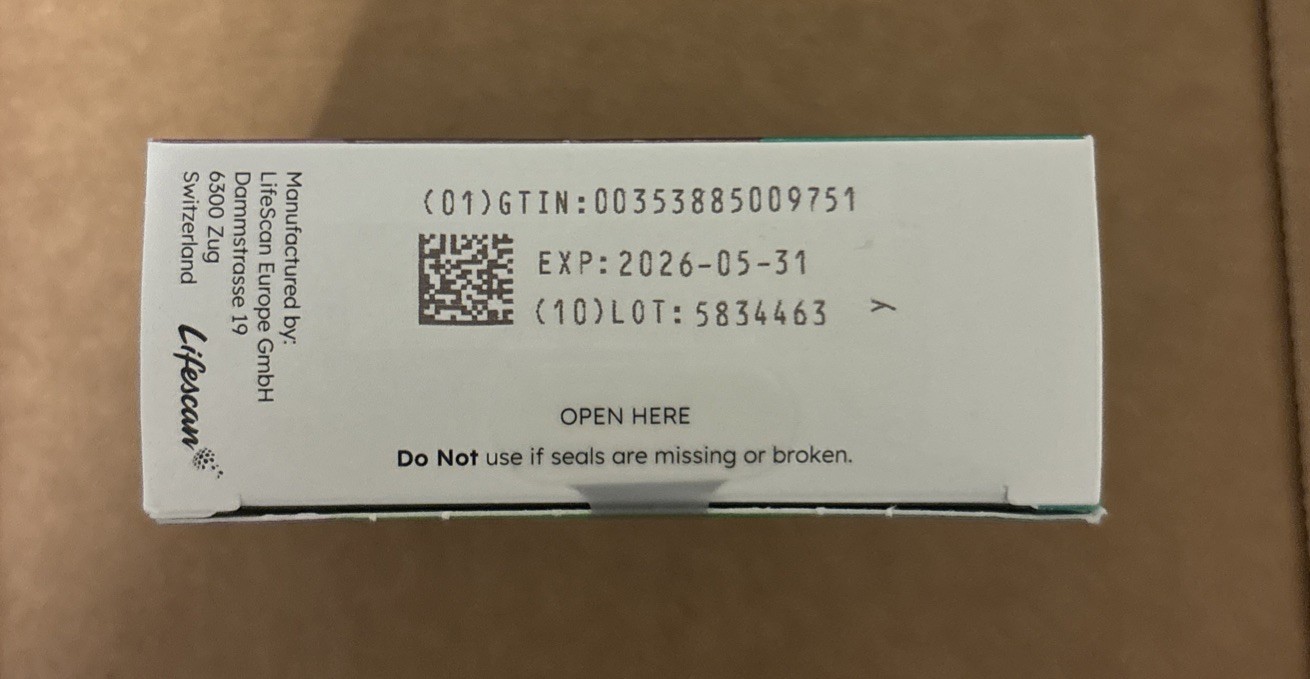 (01)GTIN:00353885009751
EXP:2026-05-31
(10)LOT:5834463
OPEN HERE
Do Not use if seals are missing or broken.
Manufactured by:
LifeScan Europe GmbH
Dammstrasse 19
6300 Zug
Switzerland
Lifescan